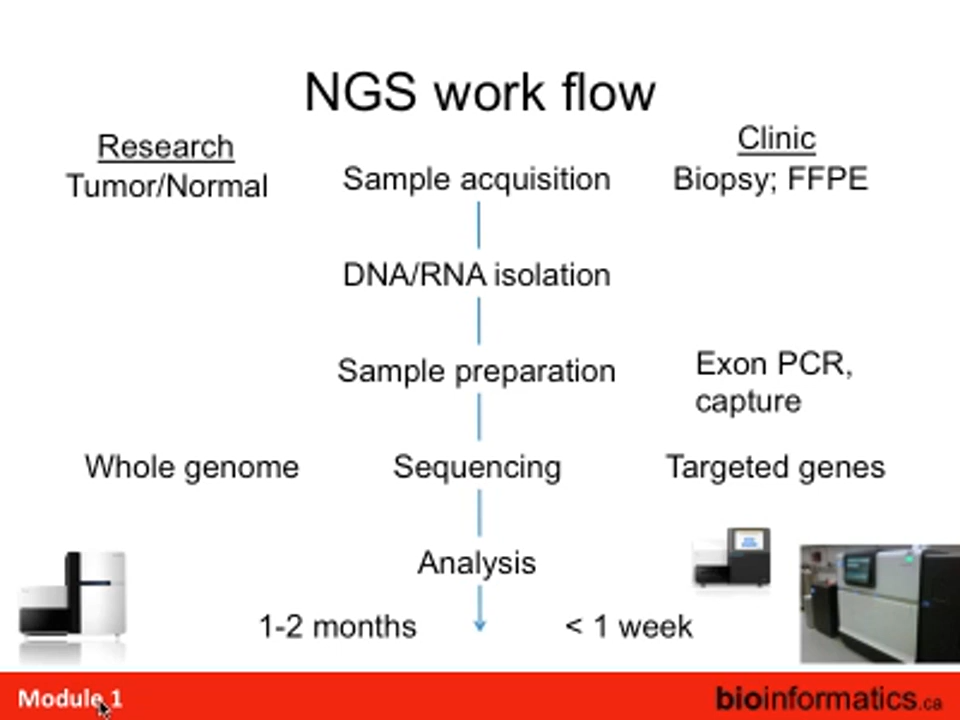 NGS work flow
Research
Clinic
Tumor/Normal
Sample acquisition
Biopsy; FFPE
DNA/RNA isolation
Sample preparation
Exon PCR,
capture
Whole genome
Sequencing
Targeted genes
Analysis
1-2 months
< 1 week
Module 1
bioinformatics.ca